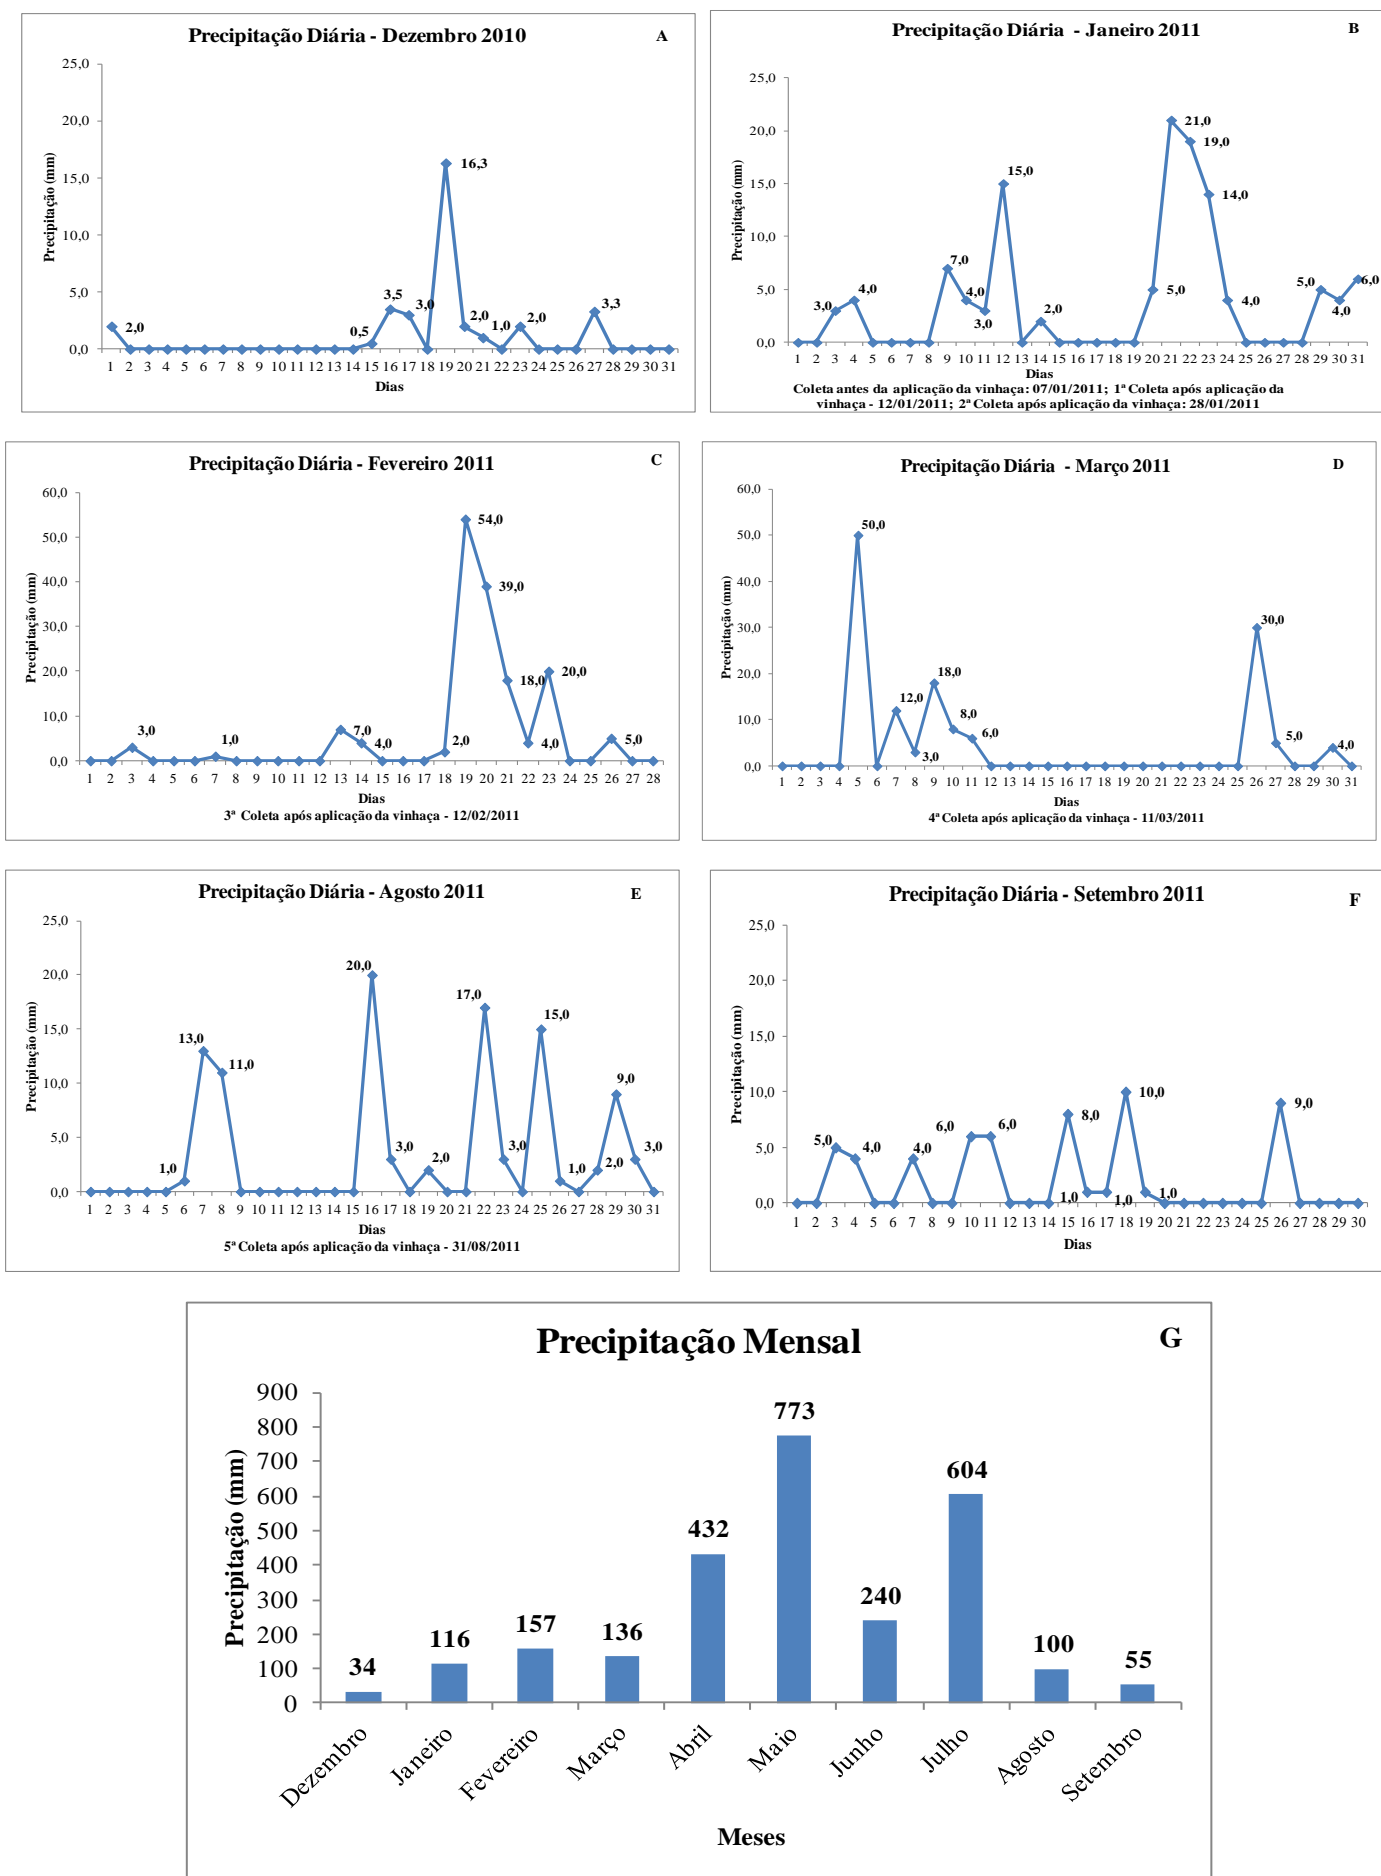 Precipitação Diária - Dezembro 2010
A
25,0
20,0
15,0
10,0
5,0
0,0
Precipitação (mm)
2,0
0,5
3,5
3,0
16,3
2,0
1,0
2,0
3,3
1 2 3 4 5 6 7 8 9 10 11 12 13 14 15 16 17 18 19 20 21 22 23 24 25 26 27 28 29 30 31
Dias
Precipitação Diária - Janeiro 2011
B
25,0
20,0
15,0
10,0
5,0
0,0
Precipitação (mm)
3,0
4,0
7,0
4,0
3,0
15,0
2,0
5,0
21,0
19,0
14,0
4,0
5,0
4,0
6,0
1 2 3 4 5 6 7 8 9 10 11 12 13 14 15 16 17 18 19 20 21 22 23 24 25 26 27 28 29 30 31
Dias
Coleta antes da aplicação da vinhaça: 07/01/2011; 1ª Coleta após aplicação da
vinhaça - 12/01/2011; 2ª Coleta após aplicação da vinhaça: 28/01/2011
Precipitação Diária - Fevereiro 2011
C
60,0
50,0
40,0
30,0
20,0
10,0
0,0
Precipitação (mm)
3,0
1,0
7,0
4,0
2,0
54,0
39,0
18,0
4,0
20,0
5,0
1 2 3 4 5 6 7 8 9 10 11 12 13 14 15 16 17 18 19 20 21 22 23 24 25 26 27 28
Dias
3ª Coleta após aplicação da vinhaça - 12/02/2011
Precipitação Diária - Março 2011
D
60,0
50,0
40,0
30,0
20,0
10,0
0,0
Precipitação (mm)
50,0
12,0
3,0
18,0
8,0
6,0
30,0
5,0
4,0
1 2 3 4 5 6 7 8 9 10 11 12 13 14 15 16 17 18 19 20 21 22 23 24 25 26 27 28 29 30 31
Dias
4ª Coleta após aplicação da vinhaça - 11/03/2011
Precipitação Diária - Agosto 2011
E
25,0
20,0
15,0
10,0
5,0
0,0
Precipitação (mm)
1,0
13,0
11,0
20,0
3,0
2,0
17,0
3,0
15,0
1,0
2,0
9,0
3,0
1 2 3 4 5 6 7 8 9 10 11 12 13 14 15 16 17 18 19 20 21 22 23 24 25 26 27 28 29 30 31
Dias
5ª Coleta após aplicação da vinhaça - 31/08/2011
Precipitação Diária - Setembro 2011
F
25,0
20,0
15,0
10,0
5,0
0,0
Precipitação (mm)
5,0
4,0
4,0
6,0
6,0
8,0
1,0
1,0
10,0
1,0
9,0
1 2 3 4 5 6 7 8 9 10 11 12 13 14 15 16 17 18 19 20 21 22 23 24 25 26 27 28 29 30
Dias
Precipitação Mensal
G
900
800
700
600
500
400
300
200
100
0
Precipitação (mm)
34
116
157
136
432
773
240
604
100
55
Dezembro
Janeiro
Fevereiro
Março
Abril
Maio
Junho
Julho
Agosto
Setembro
Meses